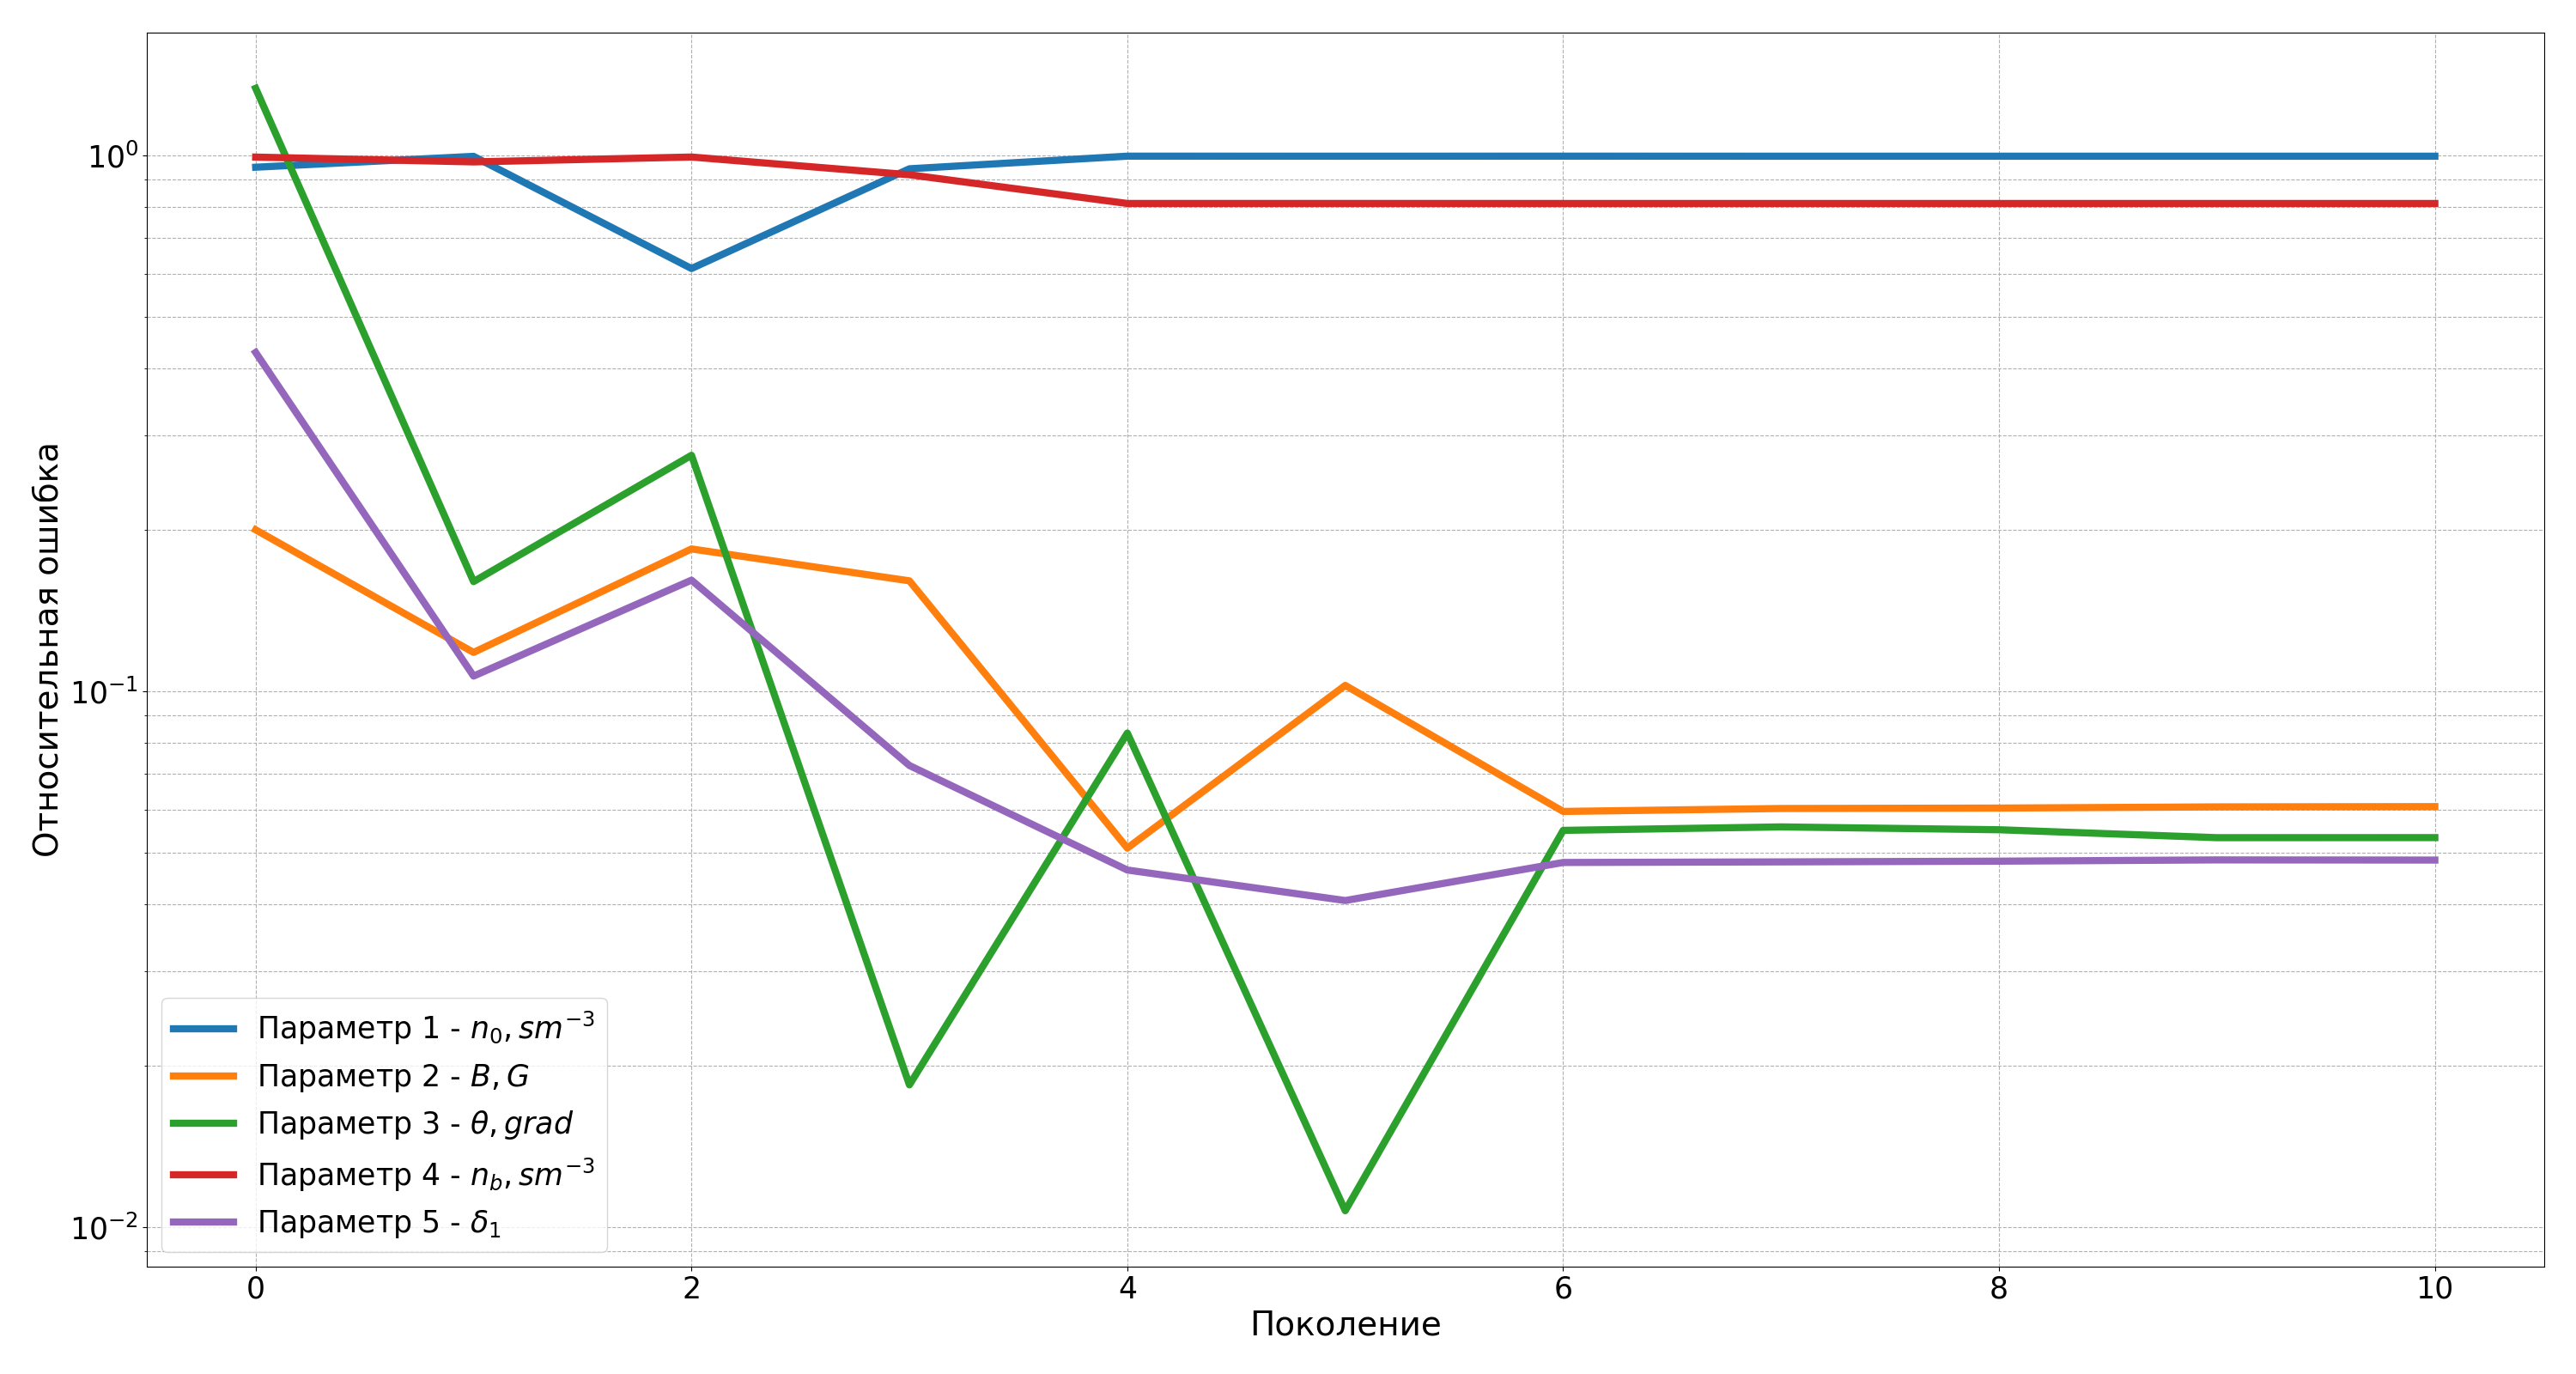 Относительная ошибка
10⁰
10⁻¹
10⁻²
Параметр 1 - n₀, sm⁻³
Параметр 2 - B, G
Параметр 3 - θ, grad
Параметр 4 - n_b, sm⁻³
Параметр 5 - δ₁
0 2 4 6 8 10
Поколение